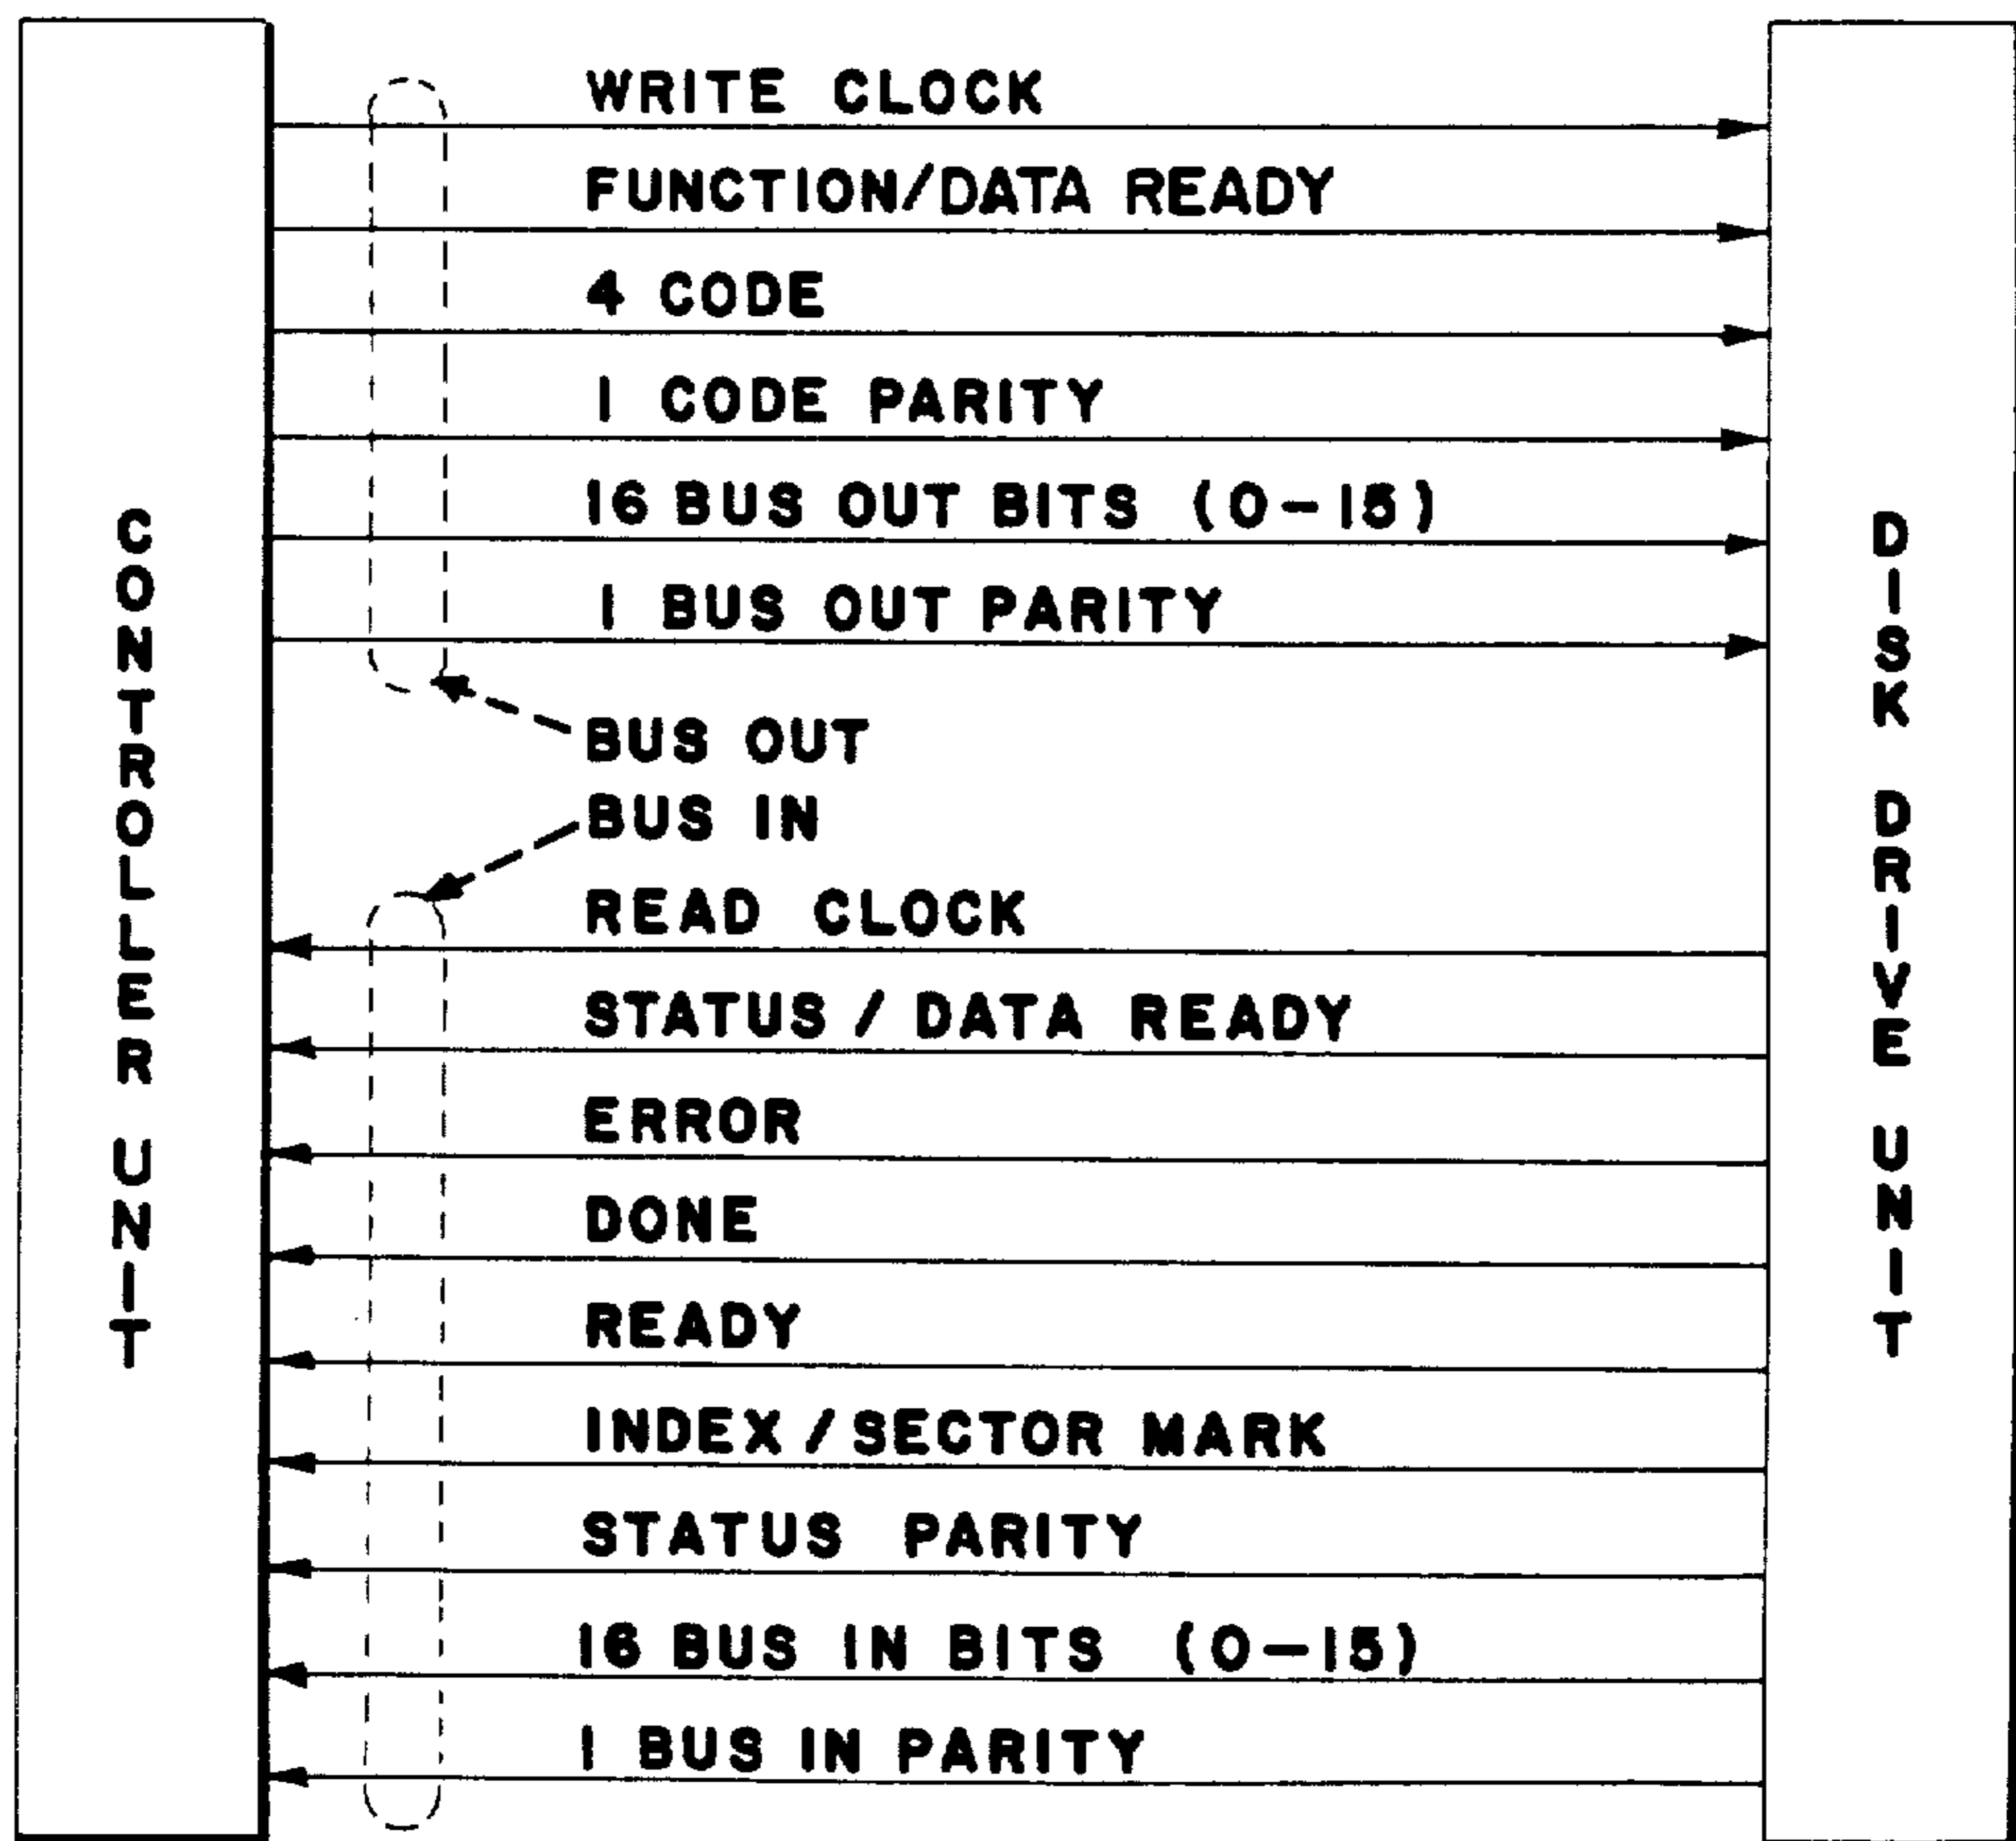 CONTROLLER UNIT
WRITE CLOCK
FUNCTION/DATA READY
4 CODE
1 CODE PARITY
16 BUS OUT BITS (0-15)
1 BUS OUT PARITY
BUS OUT
BUS IN
READ CLOCK
STATUS / DATA READY
ERROR
DONE
READY
INDEX / SECTOR MARK
STATUS PARITY
16 BUS IN BITS (0-15)
1 BUS IN PARITY
DISK DRIVE UNIT